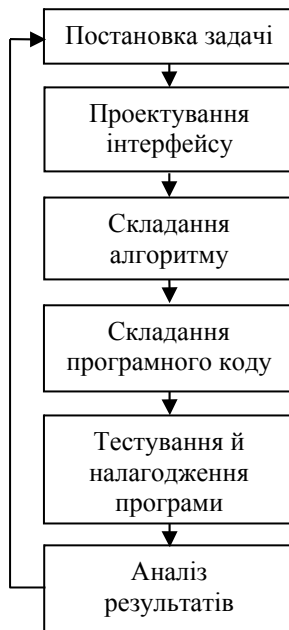 Постановка задачі
Проектування
інтерфейсу
Складання
алгоритму
Складання
програмного коду
Тестування й
налагодження
програми
Аналіз
результатів